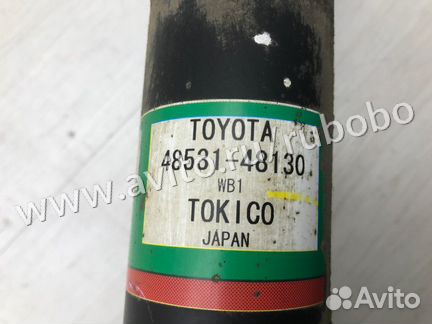 TOYOTA
48531-48130
WB1
TOKICO
JAPAN
www.avito.ru/rubobo
Avito